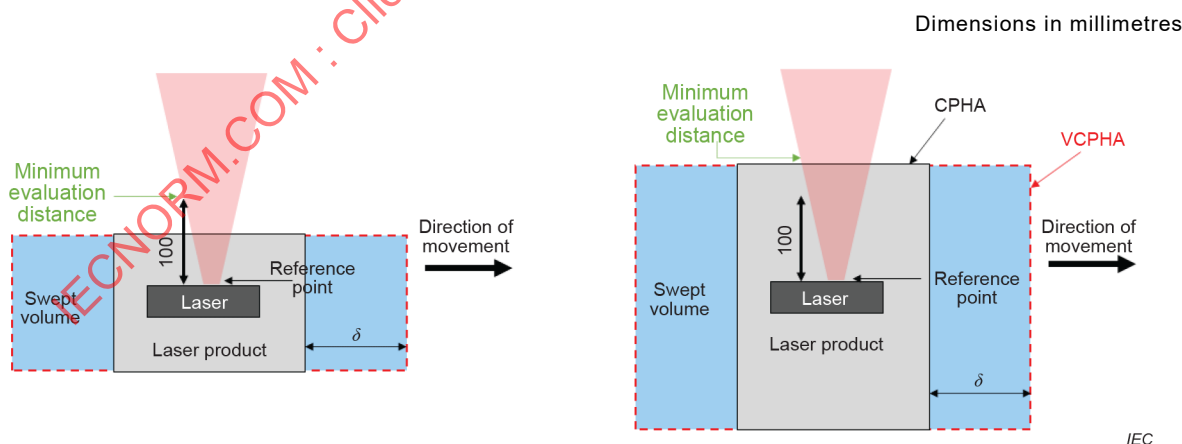 Dimensions in millimetres
IECNORM.COM : Clic
Minimum
evaluation
distance
100
Reference
point
Laser
Swept
volume
Laser product
δ
Direction of
movement
Minimum
evaluation
distance
CPHA
VCPHA
100
Reference
point
Laser
Swept
volume
Laser product
δ
Direction of
movement
IEC